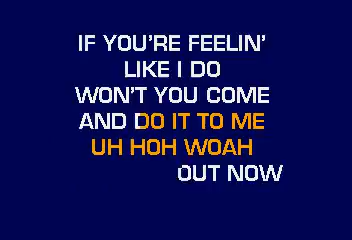 IF YOU'RE FEELIN'
LIKE I DO
WON'T YOU COME
AND DO IT TO ME
UH HOH WOAH
OUT NOW